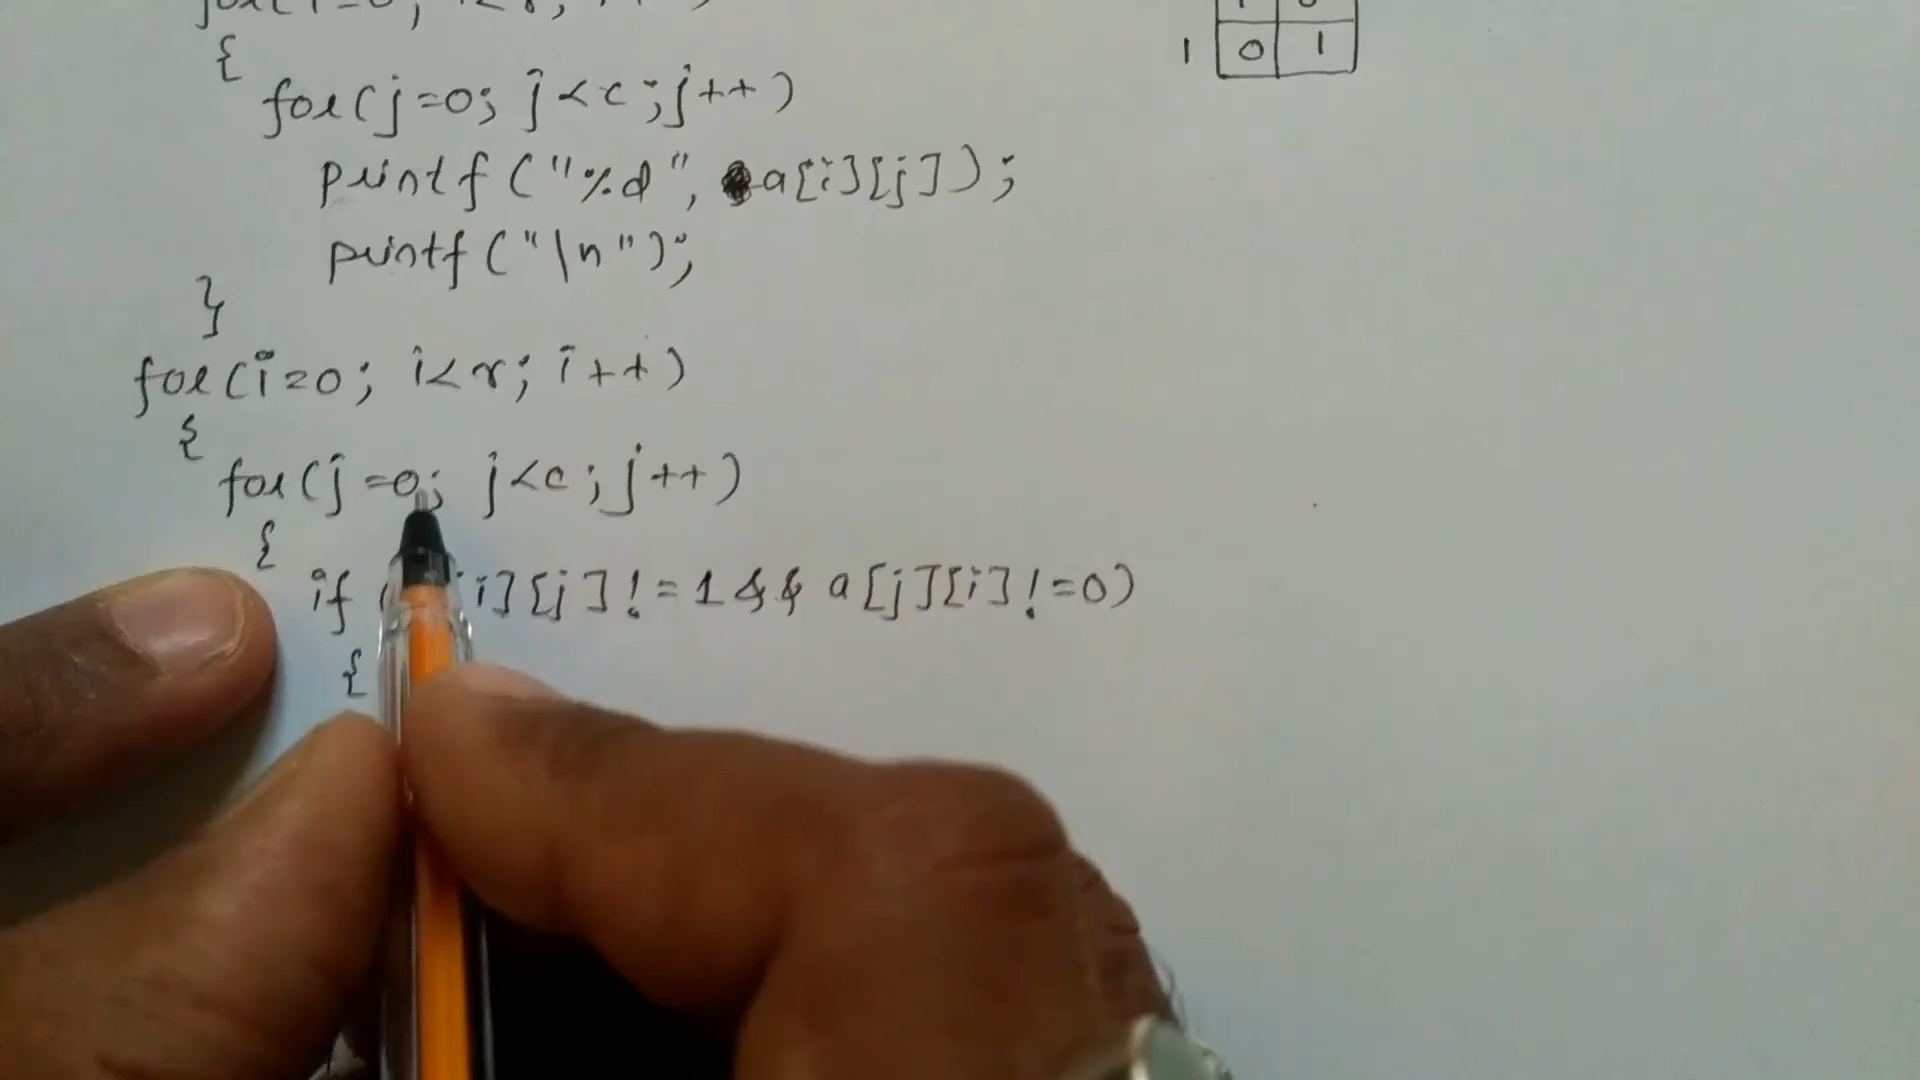 {
for(j=0; j<c; j++)
printf("%d", a[i][j]);
printf("\n");
}
for(i=0; i<r; i++)
{
for(j=0; j<c; j++)
{
if ( i][j]!=1 && a[j][i]!=0)
{
1 0 1